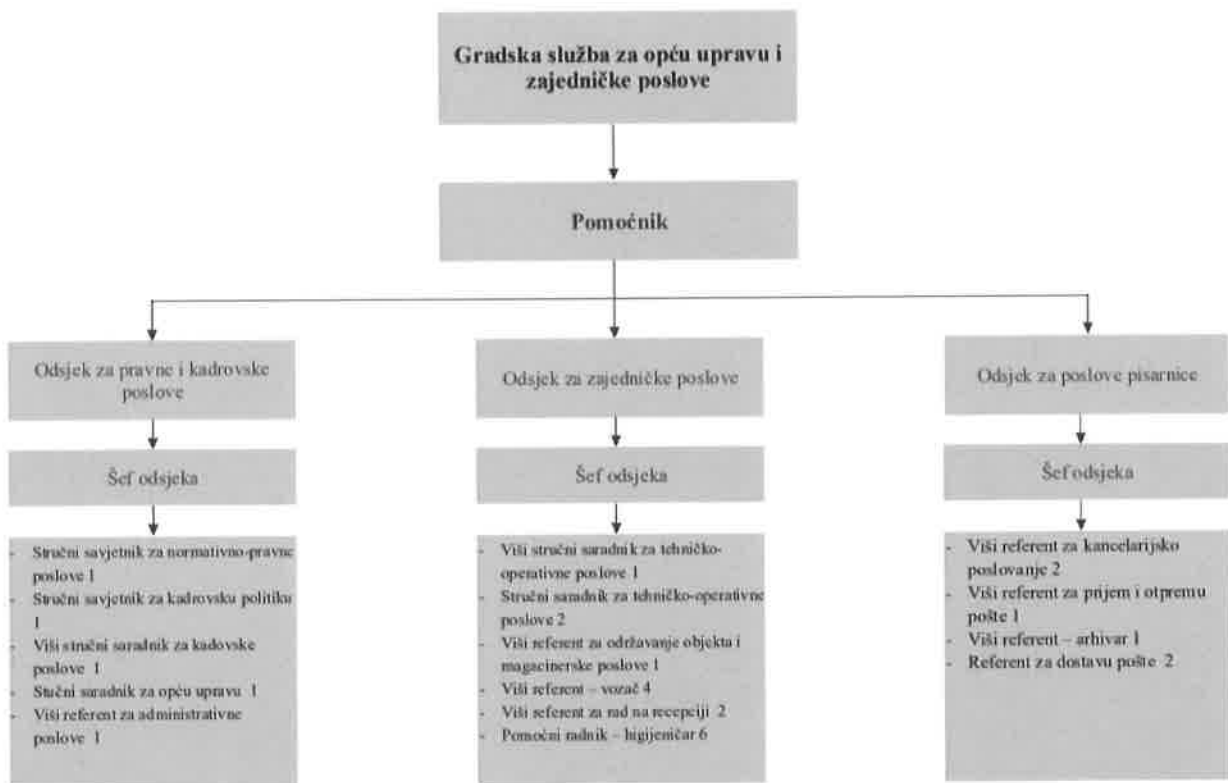 Gradska služba za opću upravu i
zajedničke poslove
Pomoćnik
Odsjek za pravne i kadrovske
poslove
Šef odsjeka
- Stručni savjetnik za normativno-pravne
poslove 1
- Stručni savjetnik za kadrovsku politiku
1
- Viši stručni saradnik za kadovske
poslove 1
- Stučni saradnik za opću upravu 1
- Viši referent za administrativne
poslove 1
Odsjek za zajedničke poslove
Šef odsjeka
- Viši stručni saradnik za tehničko-
operativne poslove 1
- Stručni saradnik za tehničko-operativne
poslove 2
- Viši referent za održavanje objekta i
magacinerske poslove 1
- Viši referent – vozač 4
- Viši referent za rad na recepciji 2
- Pomoćni radnik – higijeničar 6
Odsjek za poslove pisarnice
Šef odsjeka
- Viši referent za kancelarijsko
poslovanje 2
- Viši referent za prijem i otpremu
pošte 1
- Viši referent – arhivar 1
- Referent za dostavu pošte 2